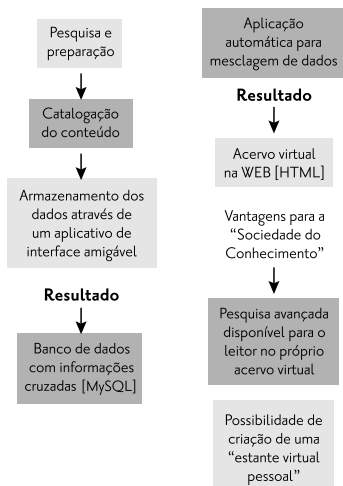 Pesquisa e
preparação
Catalogação
do conteúdo
Armazenamento dos
dados através de
um aplicativo de
interface amigável
Resultado
Banco de dados
com informações
cruzadas [MySQL]
Aplicação
automática para
mesclagem de dados
Resultado
Acervo virtual
na WEB [HTML]
Vantagens para a
“Sociedade do
Conhecimento”
Pesquisa avançada
disponível para o
leitor no próprio
acervo virtual
Possibilidade de
criação de uma
“estante virtual
pessoal”